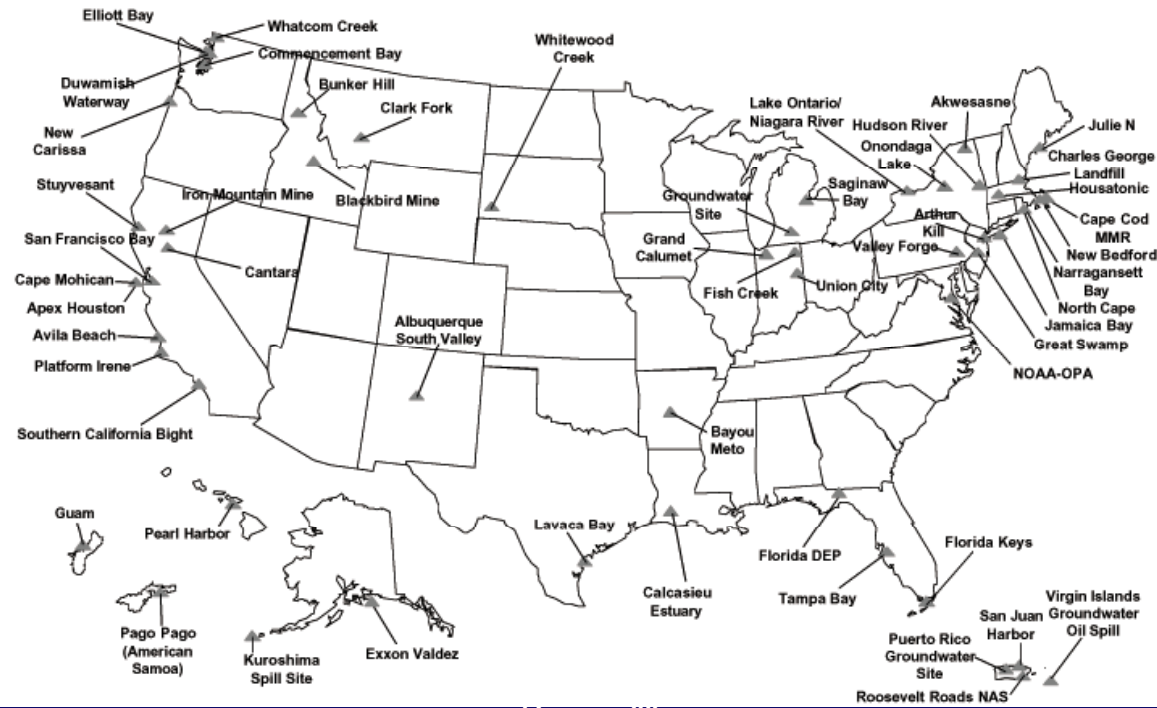 Elliott Bay
Whatcom Creek
Commencement Bay
Duwamish
Waterway
New
Carissa
Bunker Hill
Clark Fork
Whitewood
Creek
Stuyvesant
Iron Mountain Mine
Blackbird Mine
San Francisco Bay
Cantara
Cape Mohican
Apex Houston
Avila Beach
Platform Irene
Southern California Bight
Albuquerque
South Valley
Lake Ontario/
Niagara River
Akwesasne
Hudson River
Onondaga
Lake
Julie N
Charles George
Landfill
Housatonic
Groundwater
Site
Saginaw
Bay
Arthur
Kill
Cape Cod
MMR
Grand
Calumet
Valley Forge
New Bedford
Narragansett
Bay
Fish Creek
Union City
North Cape
Jamaica Bay
Great Swamp
NOAA-OPA
Bayou
Meto
Guam
Pearl Harbor
Lavaca Bay
Florida DEP
Florida Keys
Calcasieu
Estuary
Tampa Bay
Pago Pago
(American
Samoa)
Kuroshima
Spill Site
Exxon Valdez
San Juan
Harbor
Virgin Islands
Groundwater
Oil Spill
Puerto Rico
Groundwater
Site
Roosevelt Roads NAS